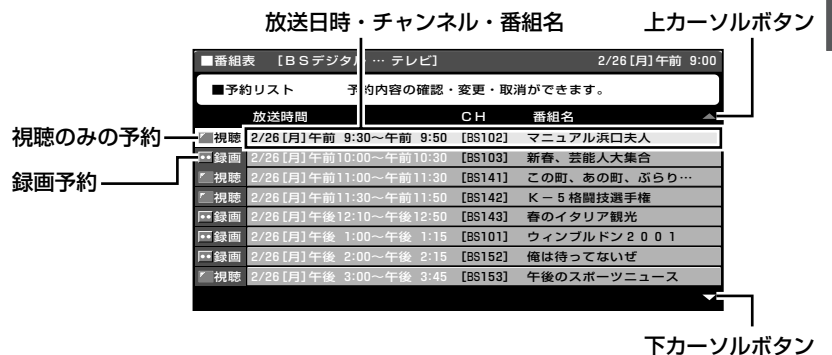 放送日時・チャンネル・番組名
上カーソルボタン
■番組表 [BSデジタル … テレビ] 2/26[月]午前 9:00
■予約リスト 予約内容の確認・変更・取消ができます。
放送時間 CH 番組名
視聴のみの予約
視聴 2/26[月]午前 9:30〜午前 9:50 [BS102] マニュアル浜口夫人
録画 2/26[月]午前10:00〜午前10:30 [BS103] 新春、芸能人大集合
録画予約
視聴 2/26[月]午前11:00〜午前11:30 [BS141] この町、あの町、ぶらり…
視聴 2/26[月]午前11:30〜午前11:50 [BS142] K−5格闘技選手権
録画 2/26[月]午後12:10〜午後12:50 [BS143] 春のイタリア観光
録画 2/26[月]午後 1:00〜午後 1:15 [BS101] ウィンブルドン2001
録画 2/26[月]午後 2:00〜午後 2:15 [BS152] 俺は待ってないぜ
視聴 2/26[月]午後 3:00〜午後 3:45 [BS153] 午後のスポーツニュース
下カーソルボタン